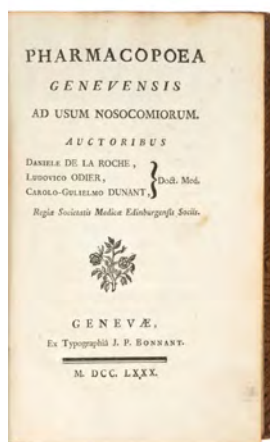 PHARMACOPOEA
GENEVENSIS
AD USUM NOSOCOMIORUM.
AUCTORIBUS
DANIELE DE LA ROCHE,
LUDOVICO ODIER,
CAROLO-GULIELMO DUNANT,
Doct. Med.
Regiæ Societatis Medicæ Edinburgensis Sociis.
GENEVÆ,
Ex Typographiâ J. P. BONNANT.
M. DCC. LXXX.